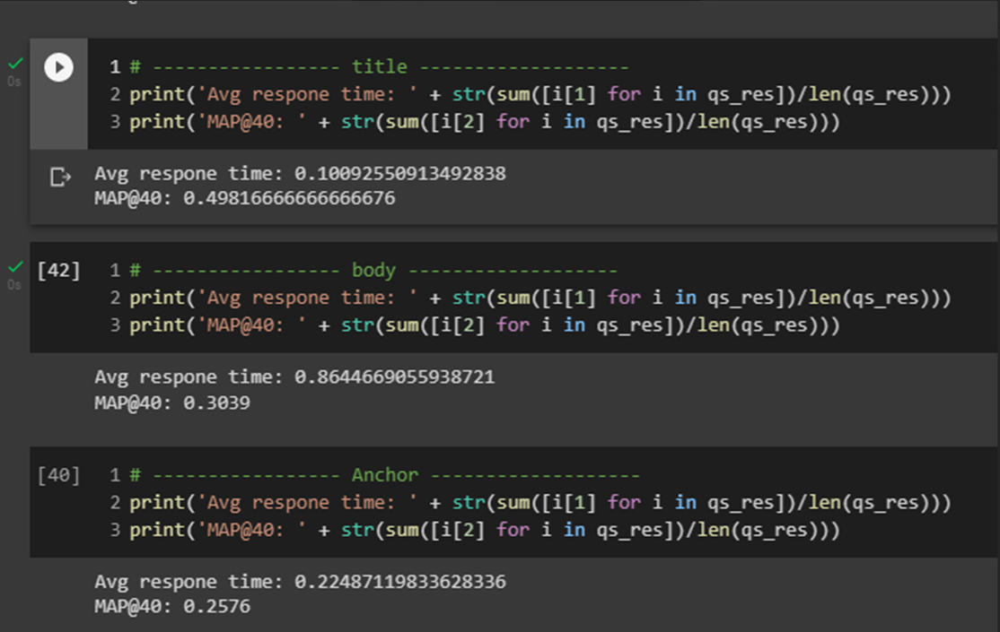 1 # ----------------- title -------------------
0s
2 print('Avg respone time: ' + str(sum([i[1] for i in qs_res])/len(qs_res)))
3 print('MAP@40: ' + str(sum([i[2] for i in qs_res])/len(qs_res)))
Avg respone time: 0.10092550913492838
MAP@40: 0.49816666666666676
[42] 1 # ----------------- body -------------------
0s
2 print('Avg respone time: ' + str(sum([i[1] for i in qs_res])/len(qs_res)))
3 print('MAP@40: ' + str(sum([i[2] for i in qs_res])/len(qs_res)))
Avg respone time: 0.8644669055938721
MAP@40: 0.3039
[40] 1 # ----------------- Anchor -------------------
2 print('Avg respone time: ' + str(sum([i[1] for i in qs_res])/len(qs_res)))
3 print('MAP@40: ' + str(sum([i[2] for i in qs_res])/len(qs_res)))
Avg respone time: 0.22487119833628336
MAP@40: 0.2576